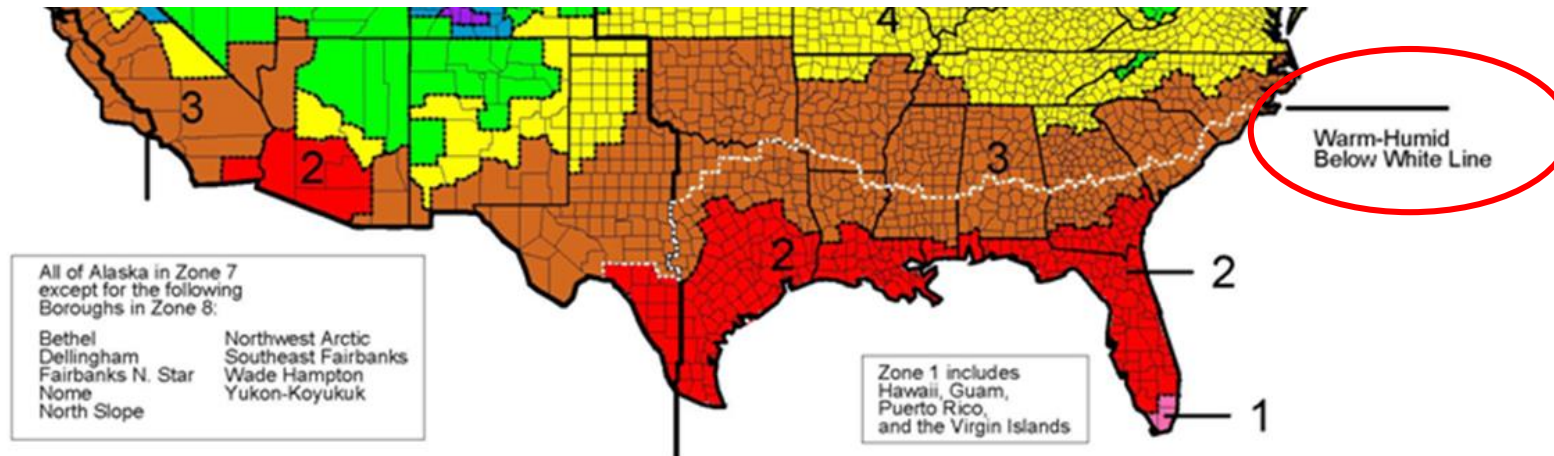 4
3
2
3
2
Warm-Humid
Below White Line
2
1
All of Alaska in Zone 7
except for the following
Boroughs in Zone 8:
Bethel Northwest Arctic
Dellingham Southeast Fairbanks
Fairbanks N. Star Wade Hampton
Nome Yukon-Koyukuk
North Slope
Zone 1 includes
Hawaii, Guam,
Puerto Rico,
and the Virgin Islands